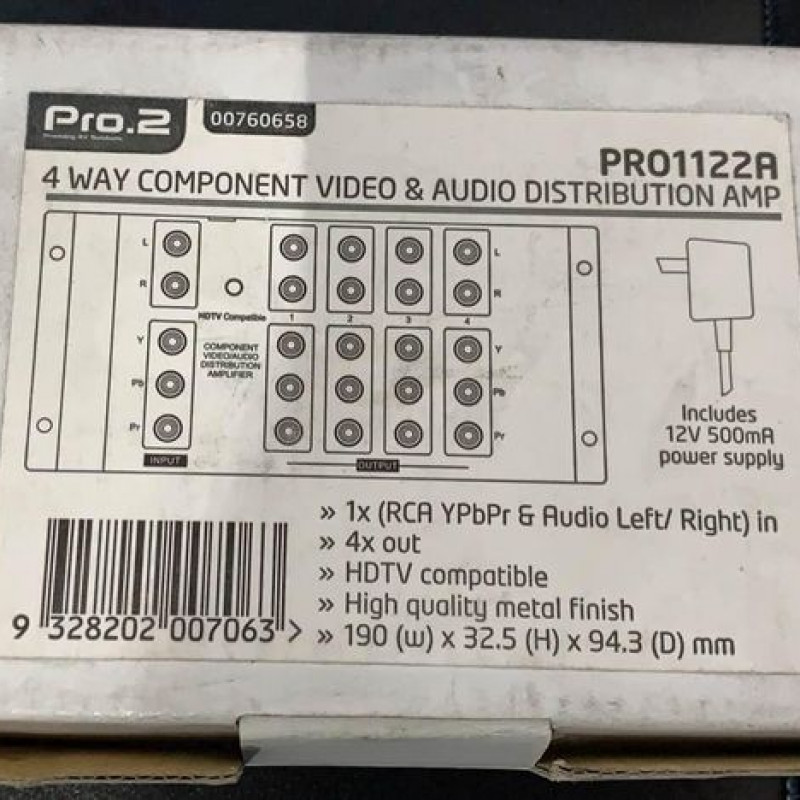 Pro.2
00760658
PRO1122A
4 WAY COMPONENT VIDEO & AUDIO DISTRIBUTION AMP
L
R
L
R
HDTV Compatible
1
2
3
4
Y
Pb
Pr
COMPONENT
VIDEO/AUDIO
DISTRIBUTION
AMPLIFIER
Y
Pb
Pr
INPUT
OUTPUT
Includes
12V 500mA
power supply
» 1x (RCA YPbPr & Audio Left/ Right) in
» 4x out
» HDTV compatible
» High quality metal finish
» 190 (w) x 32.5 (H) x 94.3 (D) mm
9 328202 007063 >